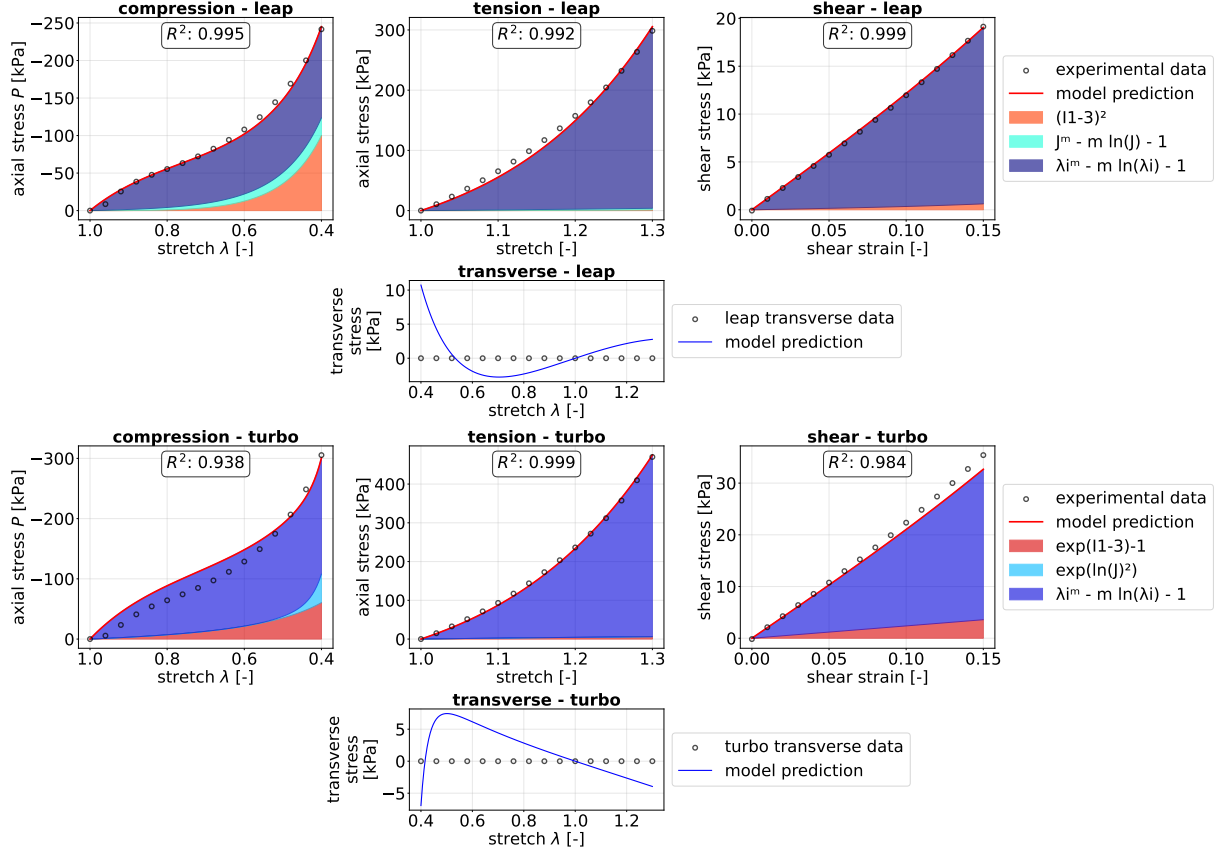 compression - leap
R²: 0.995
axial stress P [kPa]
−250
−200
−150
−100
−50
0
1.0
0.8
0.6
0.4
stretch λ [-]
tension - leap
R²: 0.992
axial stress [kPa]
300
200
100
0
1.0
1.1
1.2
1.3
stretch [-]
shear - leap
R²: 0.999
shear stress [kPa]
20
15
10
5
0
0.00
0.05
0.10
0.15
shear strain [-]
experimental data
model prediction
(I1-3)²
Jᵐ - m ln(J) - 1
λiᵐ - m ln(λi) - 1
transverse - leap
transverse
stress
[kPa]
10
5
0
0.4
0.6
0.8
1.0
1.2
stretch λ [-]
leap transverse data
model prediction
compression - turbo
R²: 0.938
axial stress P [kPa]
−300
−200
−100
0
1.0
0.8
0.6
0.4
stretch λ [-]
tension - turbo
R²: 0.999
axial stress [kPa]
400
300
200
100
0
1.0
1.1
1.2
1.3
stretch [-]
shear - turbo
R²: 0.984
shear stress [kPa]
30
20
10
0
0.00
0.05
0.10
0.15
shear strain [-]
experimental data
model prediction
exp(I1-3)-1
exp(ln(J)²)
λiᵐ - m ln(λi) - 1
transverse - turbo
transverse
stress
[kPa]
5
0
−5
0.4
0.6
0.8
1.0
1.2
stretch λ [-]
turbo transverse data
model prediction